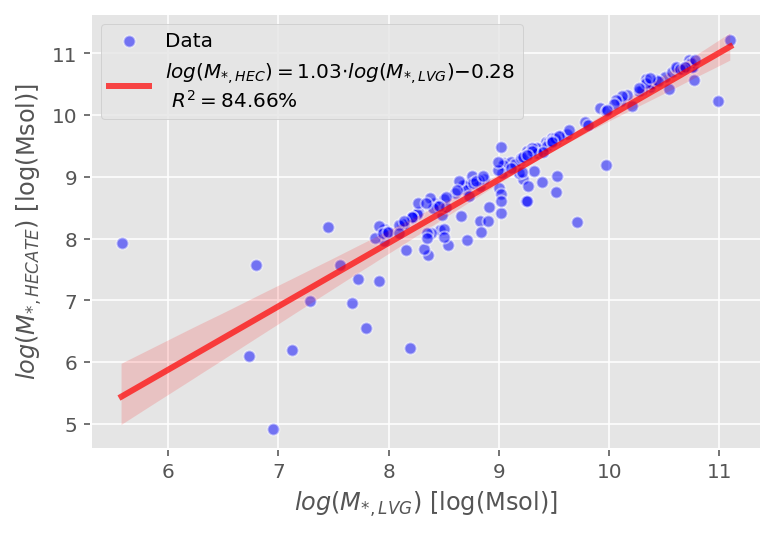 Data
log(M*,HEC) = 1.03·log(M*,LVG)−0.28
R² = 84.66%
11
10
9
8
7
6
5
log(M*,HECATE) [log(Msol)]
6 7 8 9 10 11
log(M*,LVG) [log(Msol)]